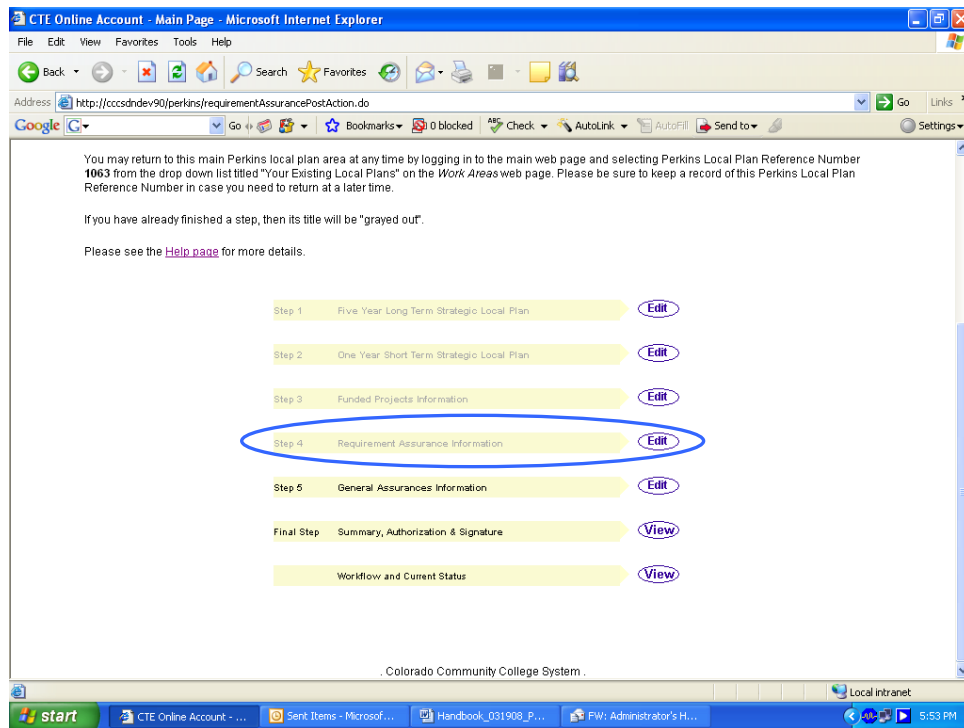 CTE Online Account - Main Page - Microsoft Internet Explorer
File Edit View Favorites Tools Help
Back Search Favorites
Address http://cccsdndev90/perkins/requirementAssurancePostAction.do Go Links
Google G Go Bookmarks 0 blocked ABC Check AutoLink AutoFill Send to Settings
You may return to this main Perkins local plan area at any time by logging in to the main web page and selecting Perkins Local Plan Reference Number
1063 from the drop down list titled "Your Existing Local Plans" on the Work Areas web page. Please be sure to keep a record of this Perkins Local Plan
Reference Number in case you need to return at a later time.
If you have already finished a step, then its title will be "grayed out".
Please see the Help page for more details.
Step 1 Five Year Long Term Strategic Local Plan Edit
Step 2 One Year Short Term Strategic Local Plan Edit
Step 3 Funded Projects Information Edit
Step 4 Requirement Assurance Information Edit
Step 5 General Assurances Information Edit
Final Step Summary, Authorization & Signature View
Workflow and Current Status View
. Colorado Community College System .
Local intranet
start CTE Online Account - ... Sent Items - Microsof... Handbook_031908_P... FW: Administrator's H... 5:53 PM